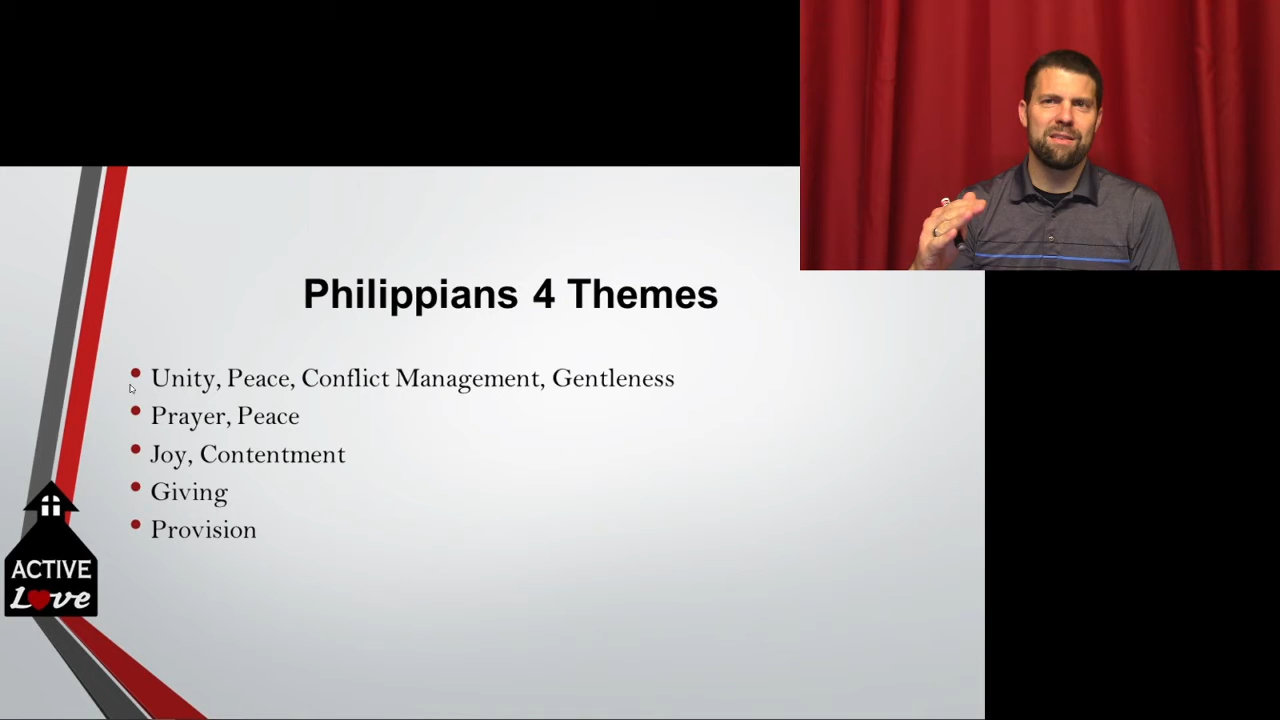 Philippians 4 Themes
• Unity, Peace, Conflict Management, Gentleness
• Prayer, Peace
• Joy, Contentment
• Giving
• Provision
ACTIVE
Love